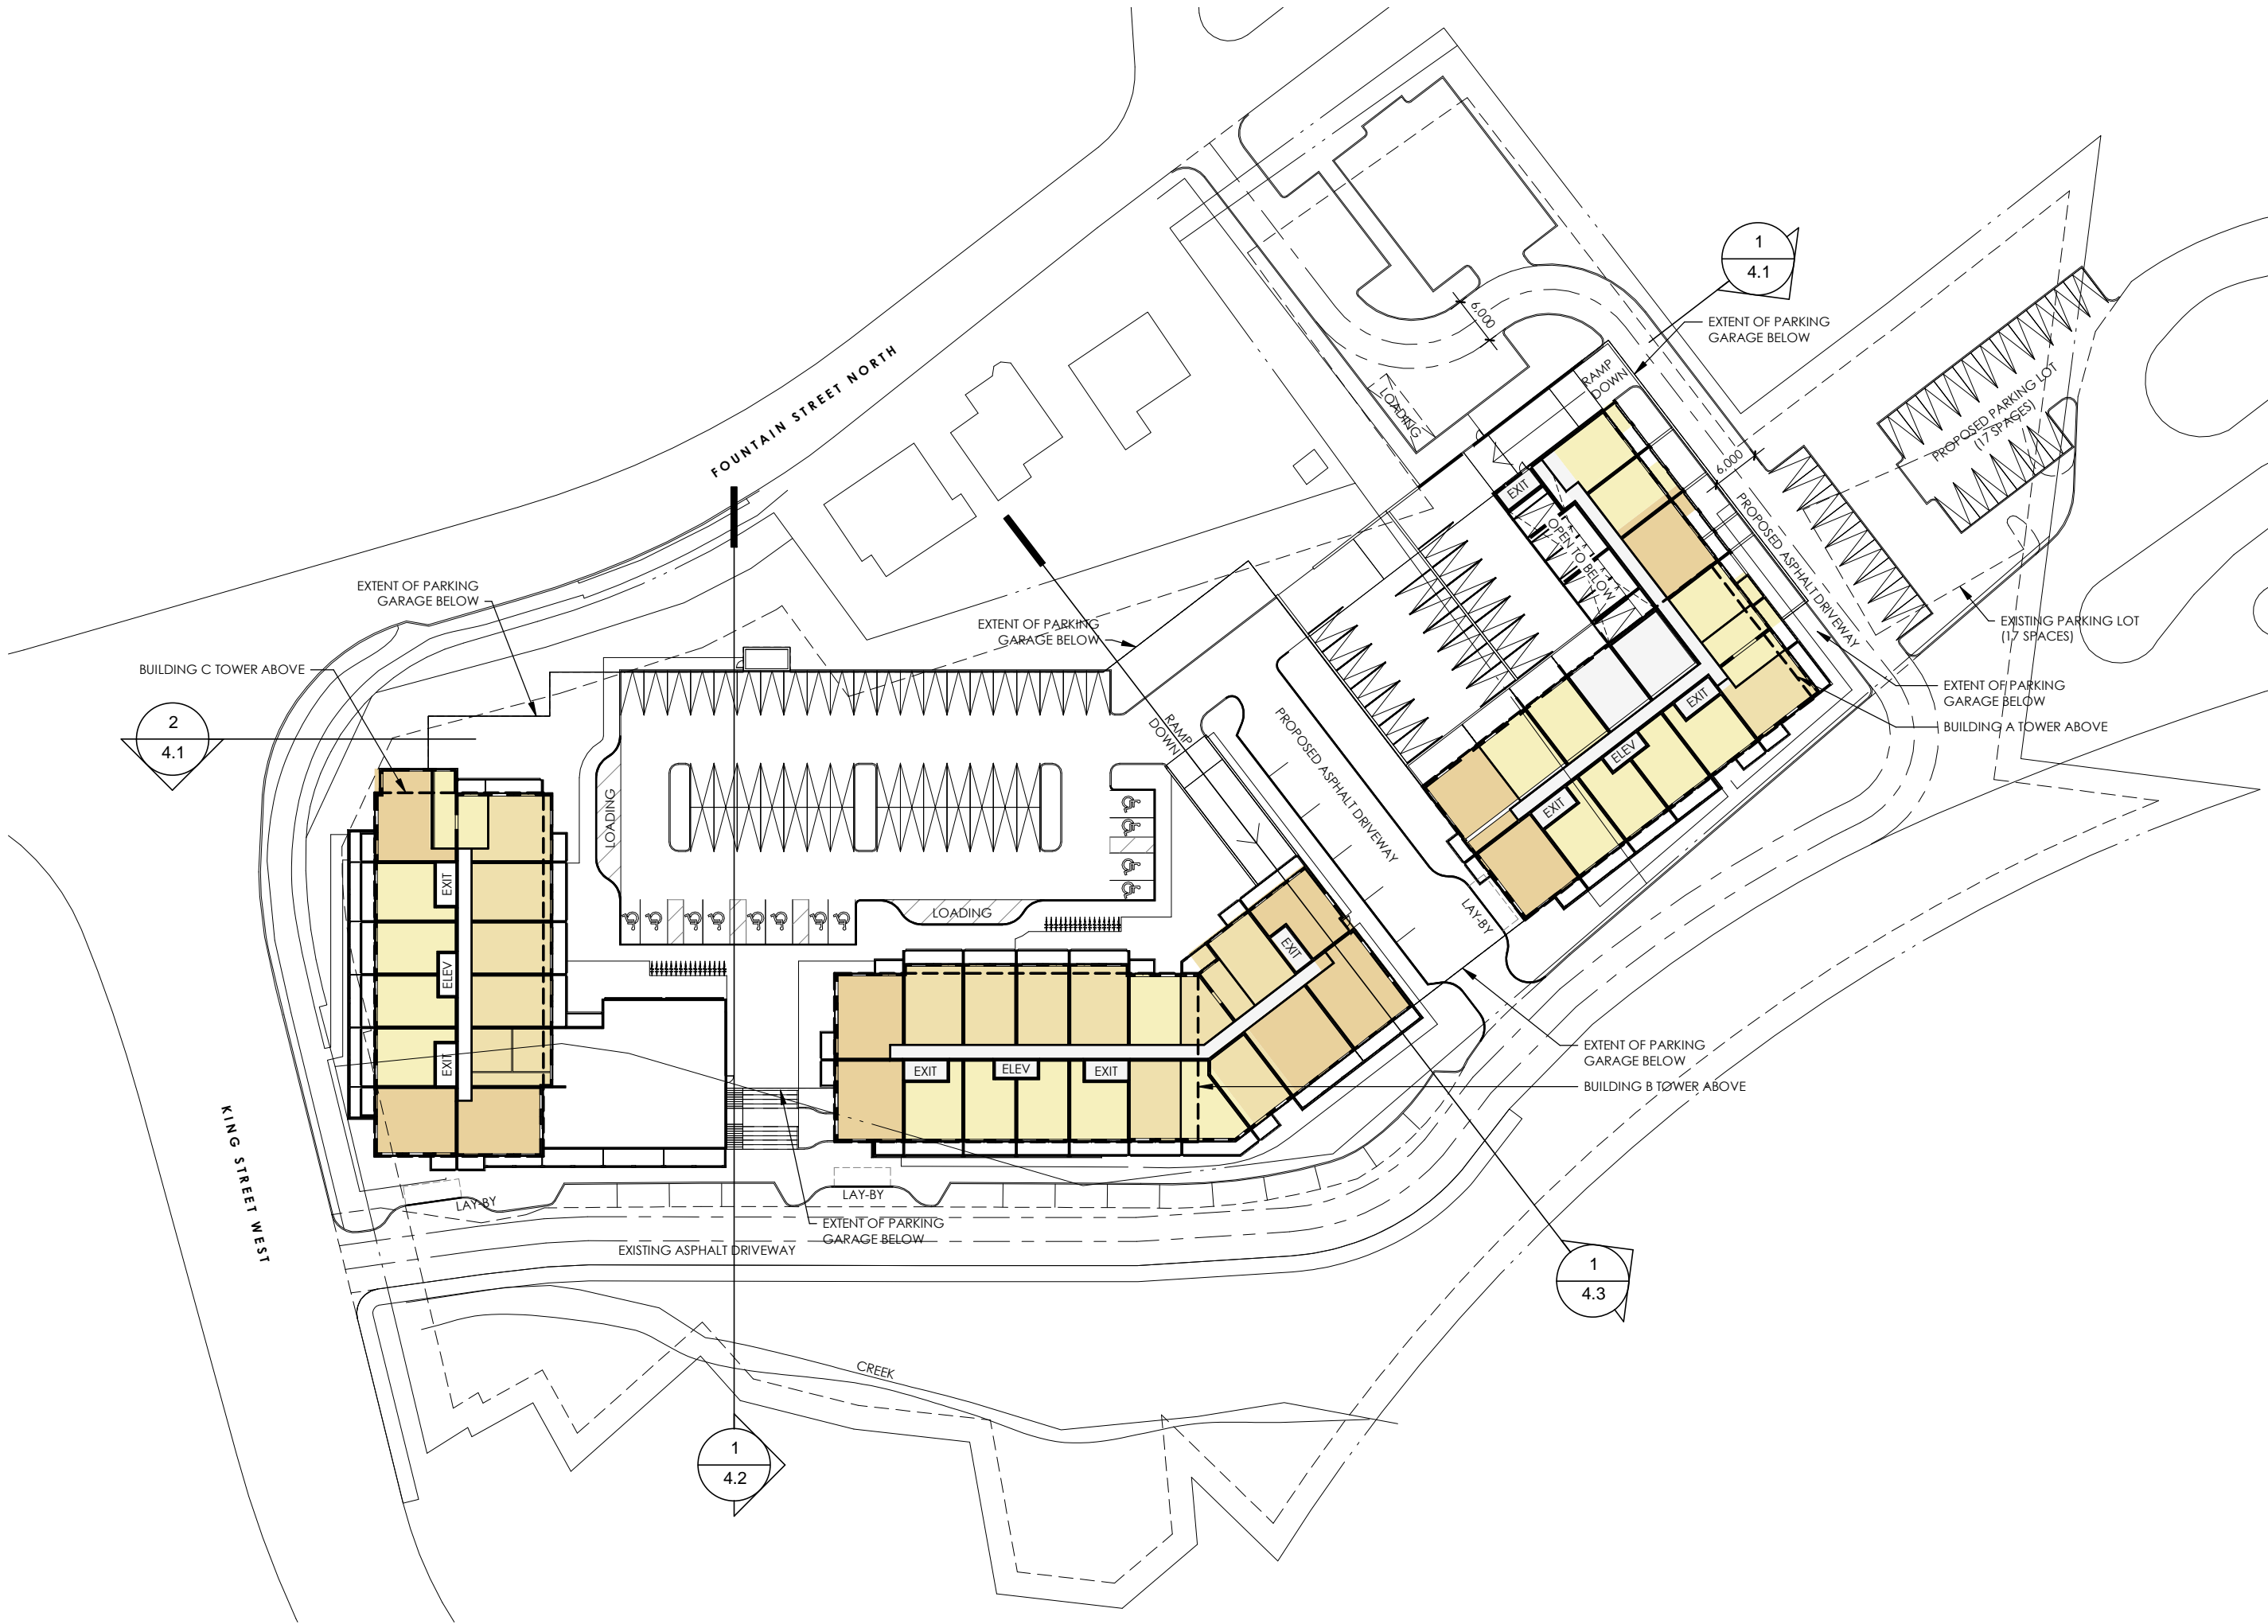 FOUNTAIN STREET NORTH
1
4.1
EXTENT OF PARKING
GARAGE BELOW
6,000
RAMP
DOWN
LOADING
PROPOSED PARKING LOT
(17 SPACES)
6,000
EXIT
OPEN TO BELOW
PROPOSED ASPHALT DRIVEWAY
EXISTING PARKING LOT
(17 SPACES)
EXTENT OF PARKING
GARAGE BELOW
BUILDING A TOWER ABOVE
EXTENT OF PARKING
GARAGE BELOW
EXTENT OF PARKING
GARAGE BELOW
BUILDING C TOWER ABOVE
2
4.1
RAMP
DOWN
PROPOSED ASPHALT DRIVEWAY
EXIT
ELEV
EXIT
LOADING
LOADING
LAY-BY
EXIT
ELEV
EXIT
EXIT
EXIT
ELEV
EXIT
EXTENT OF PARKING
GARAGE BELOW
BUILDING B TOWER ABOVE
KING STREET WEST
LAY-BY
LAY-BY
EXTENT OF PARKING
GARAGE BELOW
EXISTING ASPHALT DRIVEWAY
1
4.3
CREEK
1
4.2